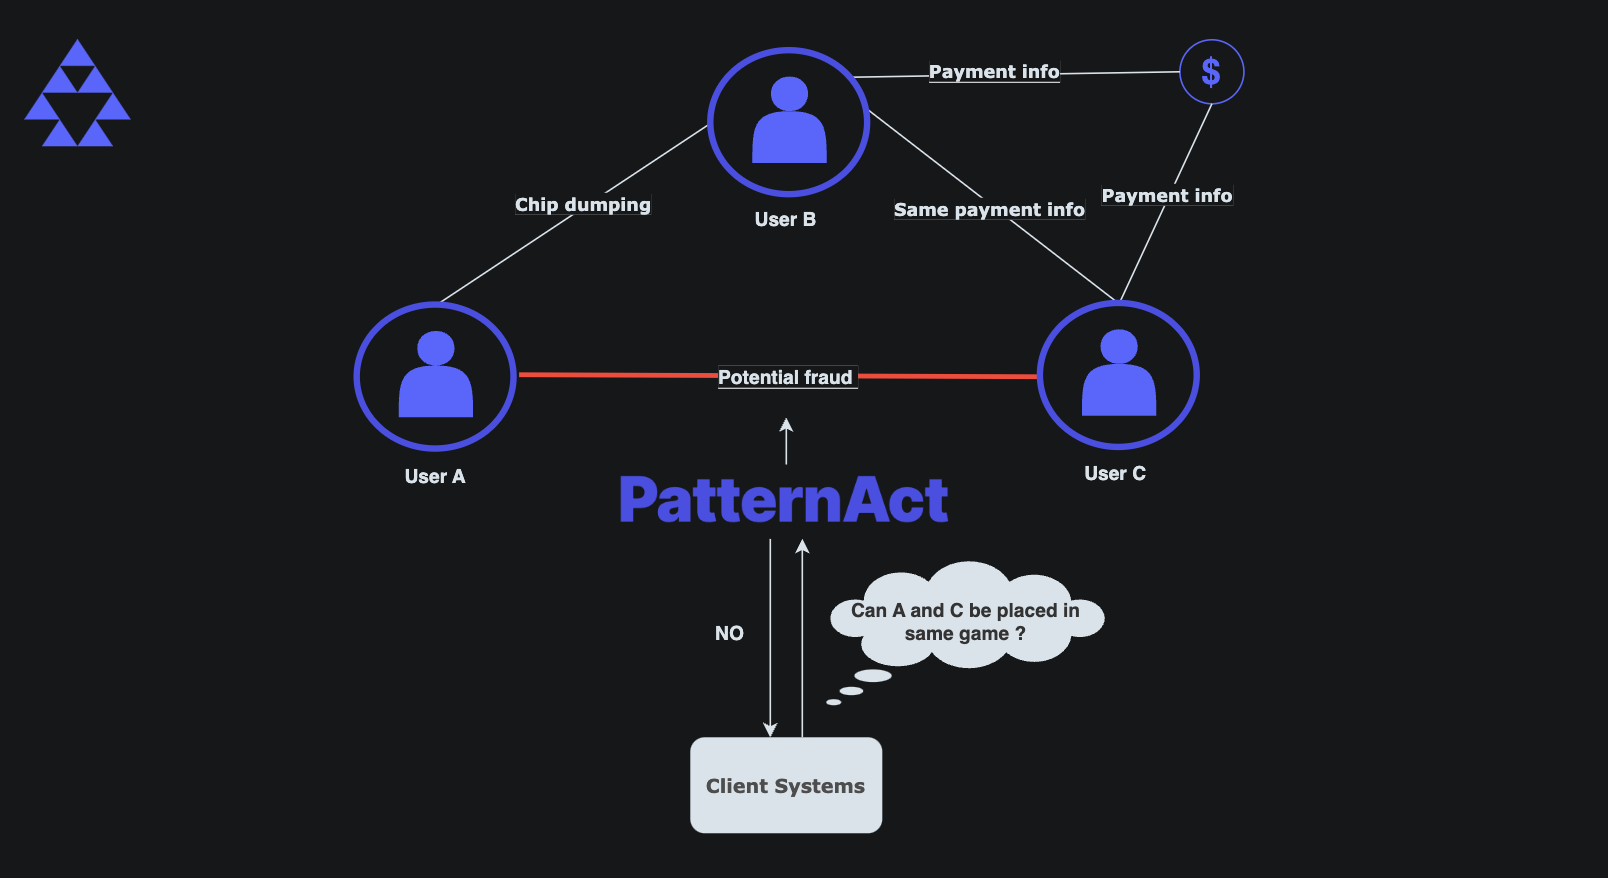 Payment info
$
Payment info
Chip dumping
Same payment info
User B
Potential fraud
User A
User C
PatternAct
Can A and C be placed in
same game ?
NO
Client Systems